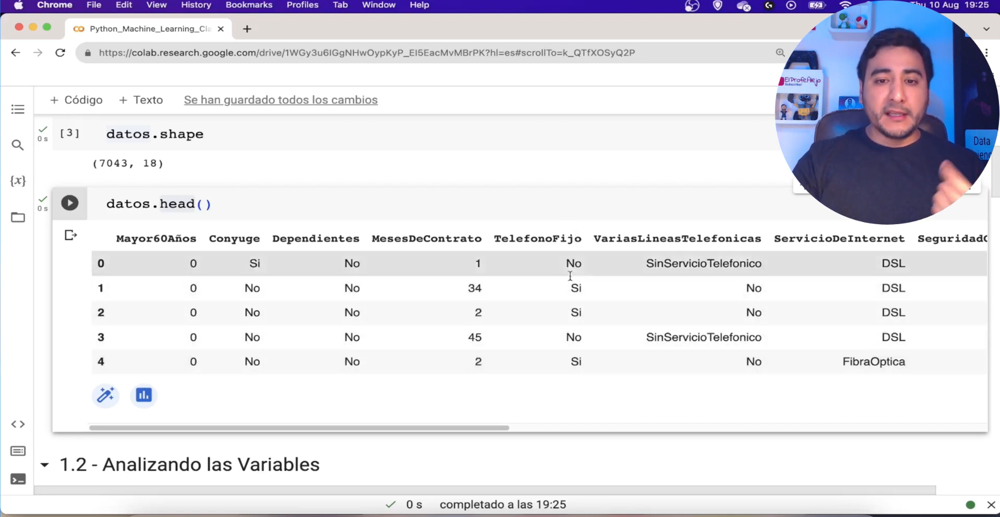 Chrome File Edit View History Bookmarks Profiles Tab Window Help Thu 10 Aug 19:25
Python_Machine_Learning_Cla
https://colab.research.google.com/drive/1WGy3u6IGgNHwOypKyP_EI5EacMvMBrPK?hl=es#scrollTo=k_QTfXOSyQ2P
ElProfeAlejo
Subscribe!
+ Código + Texto Se han guardado todos los cambios
0 s [3] datos.shape
Data
(7043, 18)
0 s datos.head()
Mayor60Años Conyuge Dependientes MesesDeContrato TelefonoFijo VariasLineasTelefonicas ServicioDeInternet SeguridadO
0 0 Si No 1 No SinServicioTelefonico DSL
1 0 No No 34 Si No DSL
2 0 No No 2 Si No DSL
3 0 No No 45 No SinServicioTelefonico DSL
4 0 No No 2 Si No FibraOptica
1.2 - Analizando las Variables
0 s completado a las 19:25